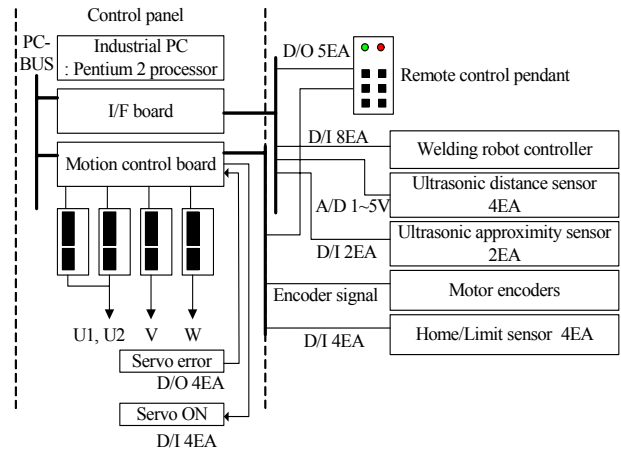 Control panel
PC-
BUS
Industrial PC
: Pentium 2 processor
I/F board
Motion control board
U1, U2
V
W
Servo error
D/O 4EA
Servo ON
D/I 4EA
D/O 5EA
Remote control pendant
D/I 8EA
Welding robot controller
A/D 1~5V
Ultrasonic distance sensor
4EA
D/I 2EA
Ultrasonic approximity sensor
2EA
Encoder signal
Motor encoders
D/I 4EA
Home/Limit sensor 4EA